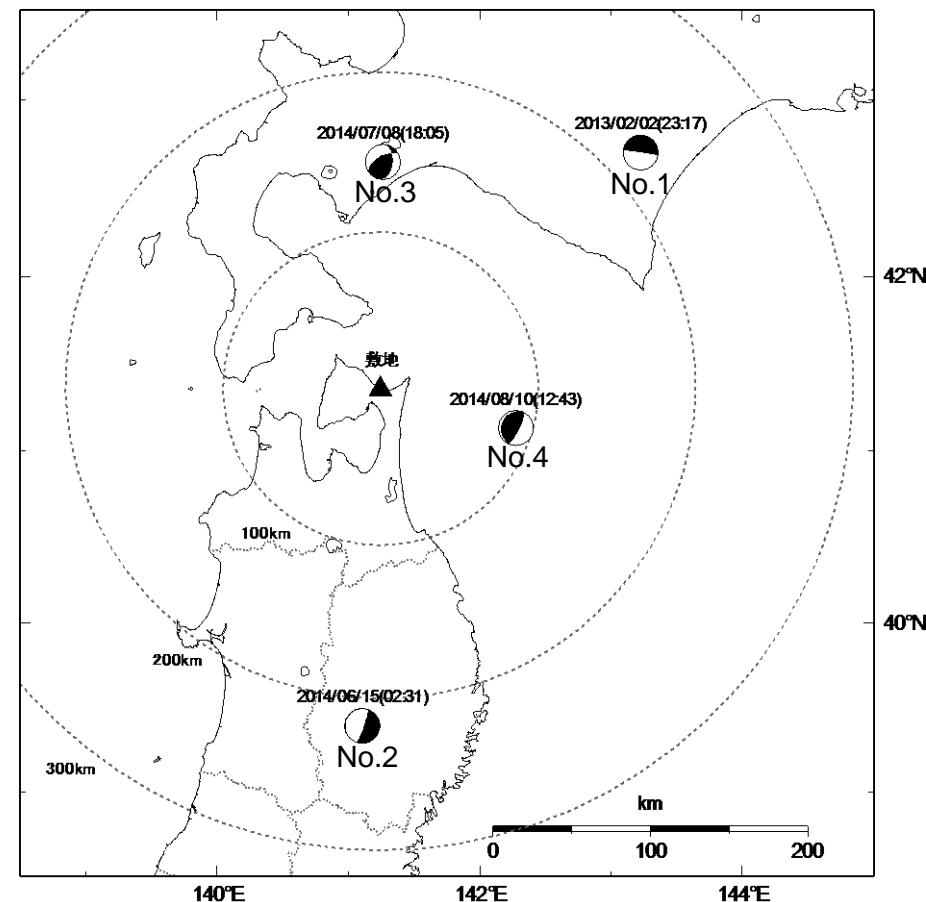 2013/02/02(23:17)
No.1
2014/07/08(18:05)
No.3
42°N
敷地
2014/08/10(12:43)
No.4
100km
40°N
200km
2014/06/15(02:31)
No.2
300km
km
0 100 200
140°E 142°E 144°E